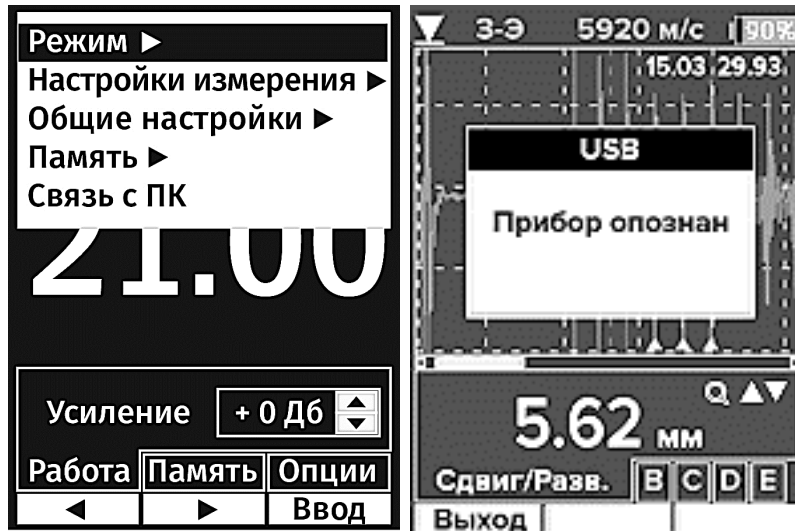 Режим ▶
Настройки измерения ▶
Общие настройки ▶
Память ▶
Связь с ПК
21.00
Усиление + 0 Дб
Работа Память Опции
◀ ▶ Ввод
З-Э 5920 м/с 90%
15.03 29.93
USB
Прибор опознан
5.62 мм
Сдвиг/Разв. B C D E
Выход